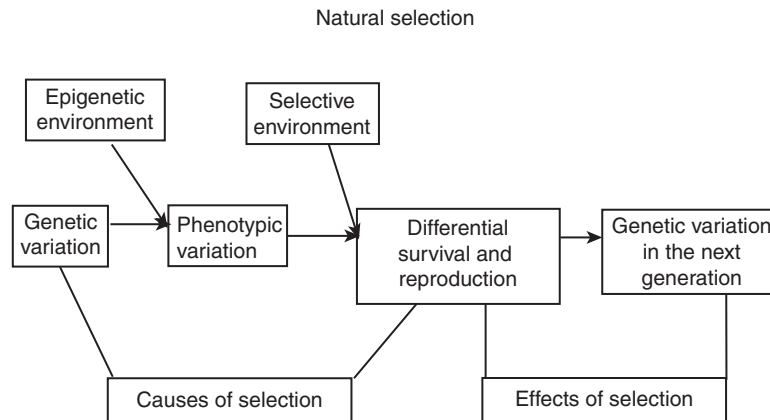 Natural selection
Epigenetic
environment
Selective
environment
Genetic
variation
Phenotypic
variation
Differential
survival and
reproduction
Genetic variation
in the next
generation
Causes of selection
Effects of selection